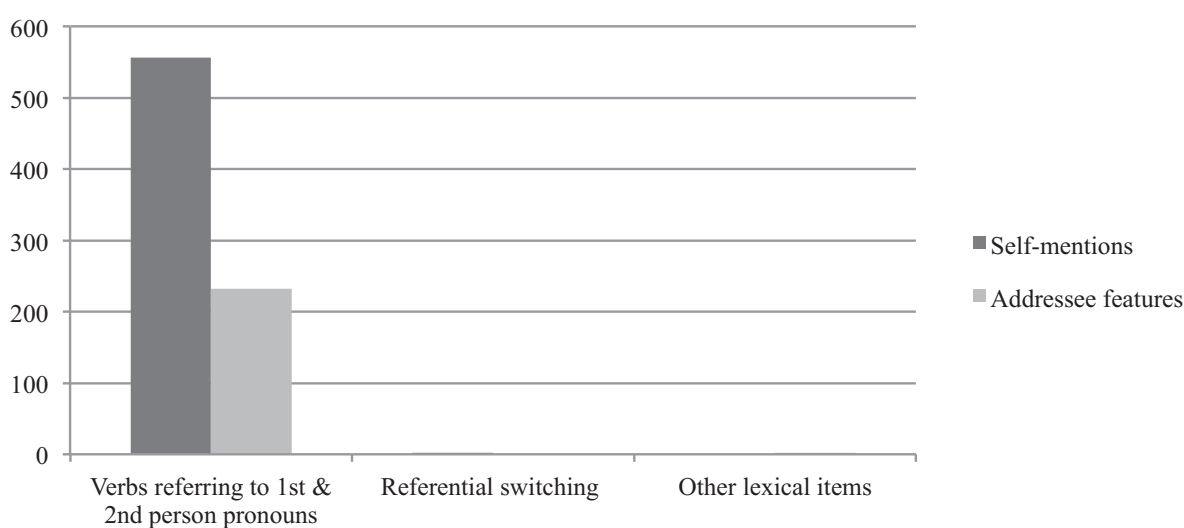 600
500
400
300
200
100
0
Verbs referring to 1st &
2nd person pronouns
Referential switching
Other lexical items
Self-mentions
Addressee features